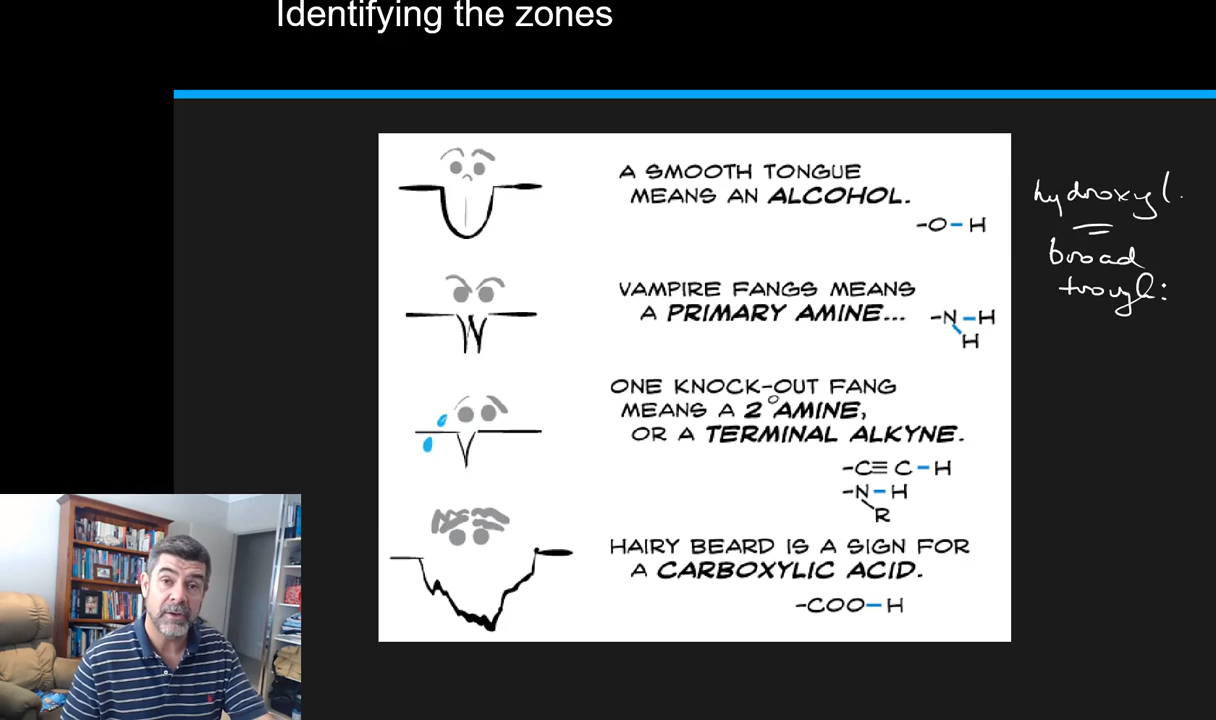 Identifying the zones
A SMOOTH TONGUE
MEANS AN ALCOHOL.
-O-H
hydroxyl.
broad
trough:
VAMPIRE FANGS MEANS
A PRIMARY AMINE...
-N-H
H
ONE KNOCK-OUT FANG
MEANS A 2° AMINE,
OR A TERMINAL ALKYNE.
-C≡C-H
-N-H
R
HAIRY BEARD IS A SIGN FOR
A CARBOXYLIC ACID.
-COO-H